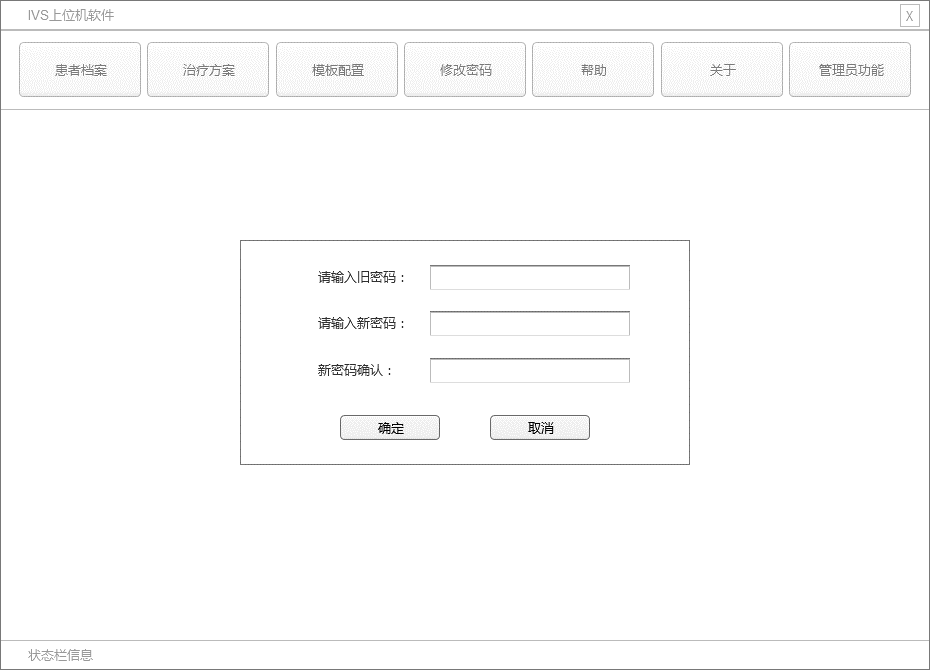 IVS上位机软件 X
患者档案 治疗方案 模板配置 修改密码 帮助 关于 管理员功能
请输入旧密码：
请输入新密码：
新密码确认：
确定 取消
状态栏信息